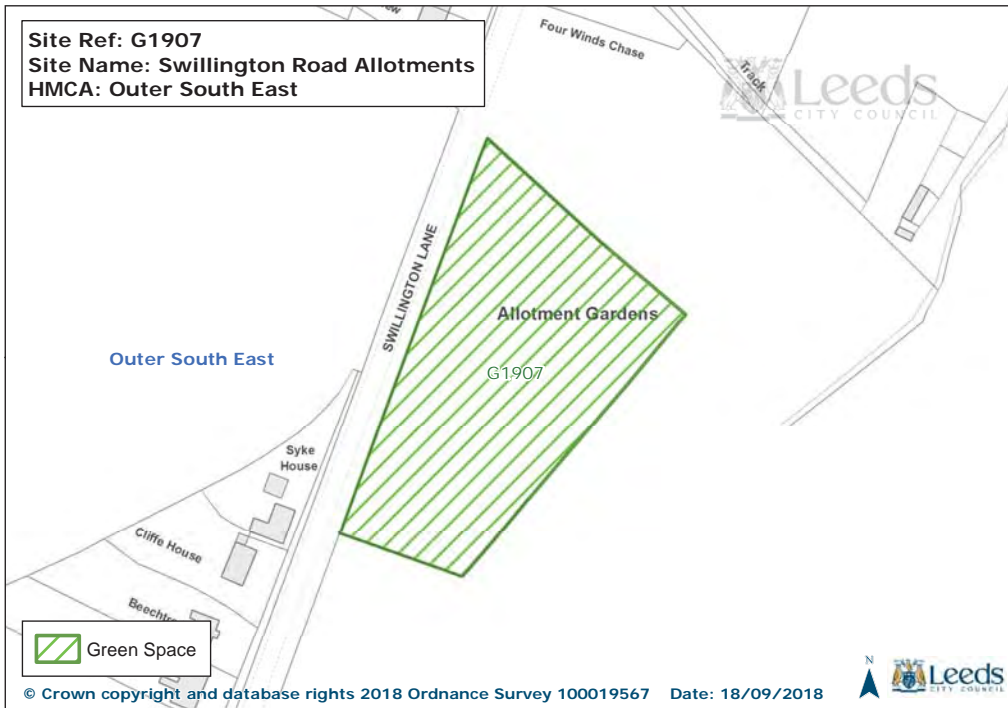 Site Ref: G1907
Site Name: Swillington Road Allotments
HMCA: Outer South East
Four Winds Chase
Track
Leeds
CITY COUNCIL
SWILLINGTON LANE
Allotment Gardens
G1907
Outer South East
Syke
House
Cliffe House
Green Space
© Crown copyright and database rights 2018 Ordnance Survey 100019567 Date: 18/09/2018
N
Leeds
CITY COUNCIL